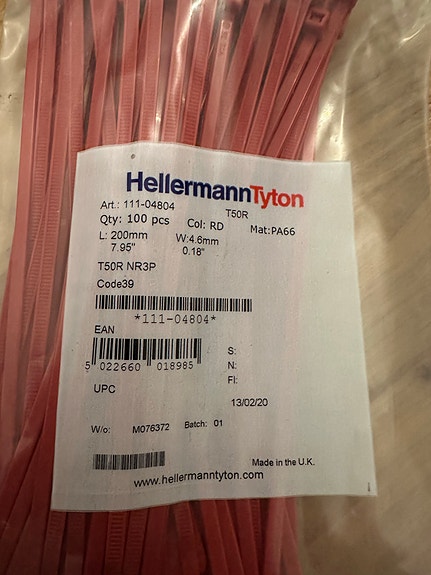 HellermannTyton
Art.: 111-04804 T50R
Qty: 100 pcs Col: RD Mat:PA66
L: 200mm W:4.6mm
7.95" 0.18"
T50R NR3P
Code39
*111-04804*
EAN
5 022660 018985
S:
N:
UPC FI:
13/02/20
W/o: M076372 Batch: 01
Made in the U.K.
www.hellermanntyton.com